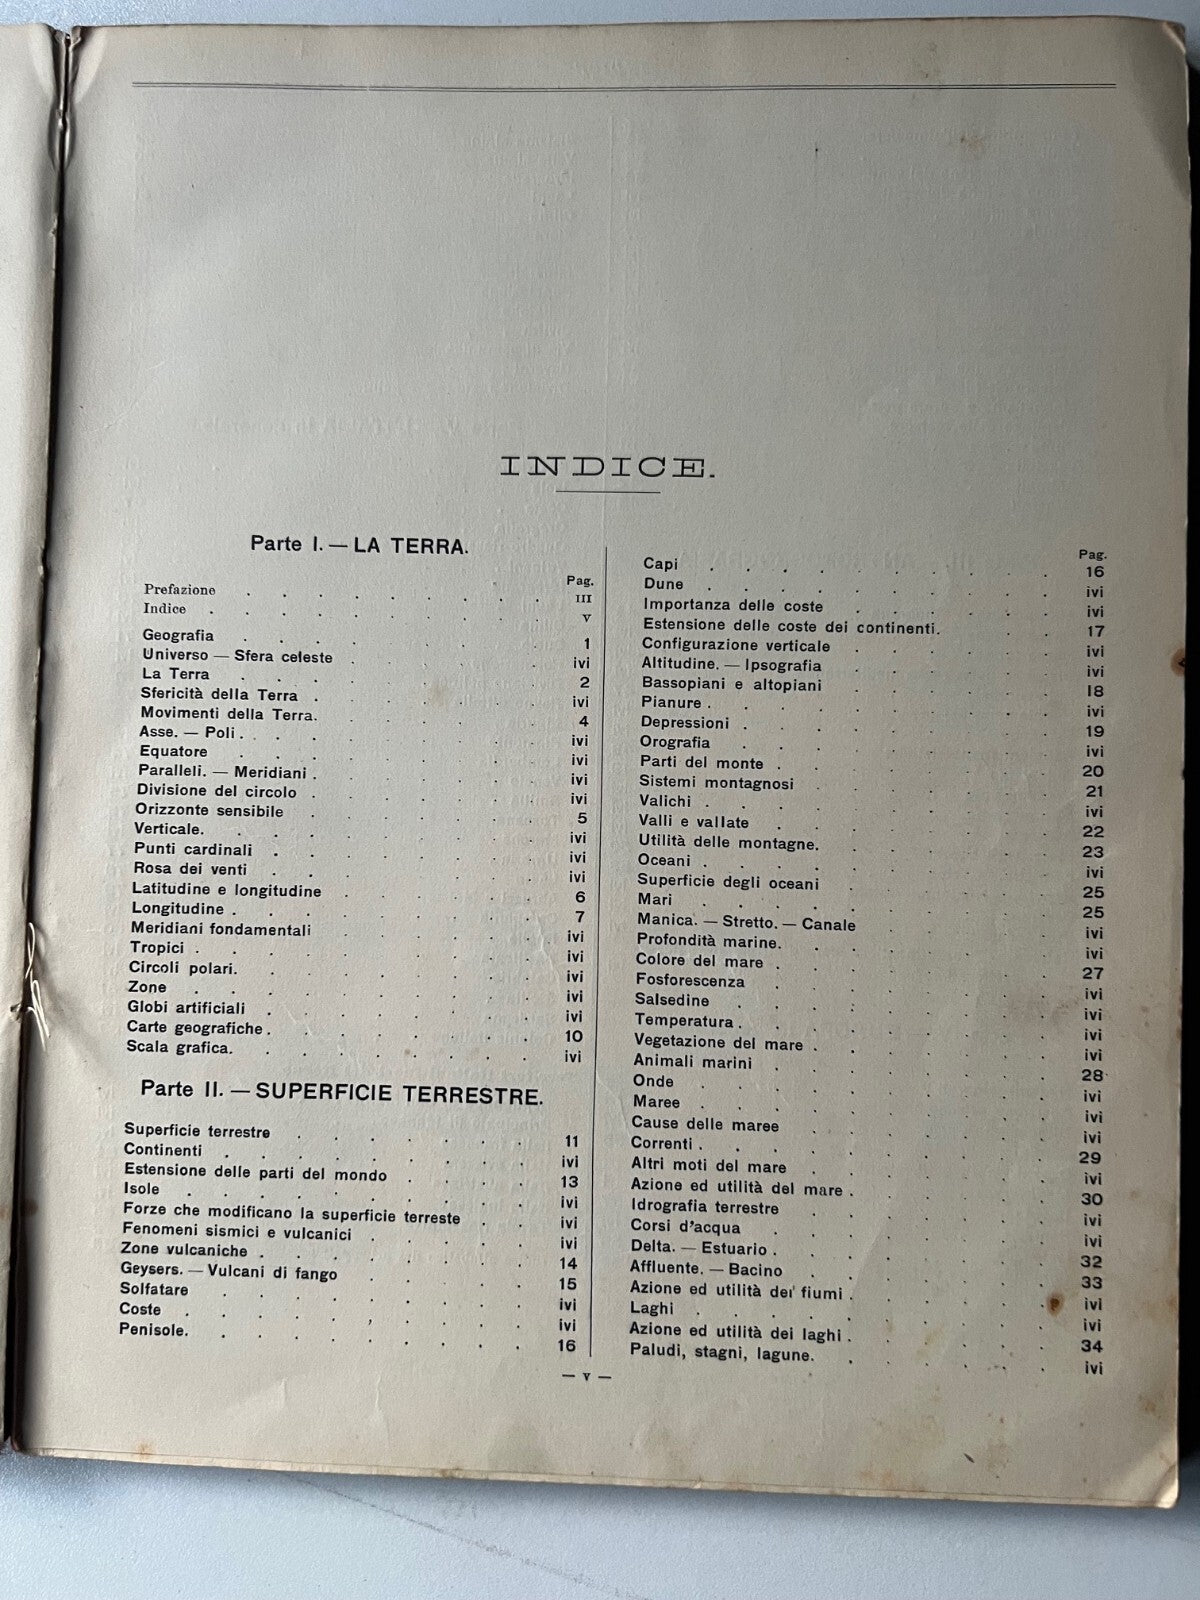 INDICE.
Parte I. — LA TERRA.
Pag.
Prefazione . . . . . . . . III
Indice . . . . . . . . . V
Geografia . . . . . . . . 1
Universo — Sfera celeste . . . . . ivi
La Terra . . . . . . . . 2
Sfericità della Terra . . . . . . ivi
Movimenti della Terra. . . . . . 4
Asse. — Poli . . . . . . . . ivi
Equatore . . . . . . . . ivi
Paralleli. — Meridiani . . . . . . ivi
Divisione del circolo . . . . . . ivi
Orizzonte sensibile . . . . . . 5
Verticale. . . . . . . . . ivi
Punti cardinali . . . . . . . ivi
Rosa dei venti . . . . . . . ivi
Latitudine e longitudine . . . . . 6
Longitudine . . . . . . . . 7
Meridiani fondamentali . . . . . ivi
Tropici . . . . . . . . . ivi
Circoli polari. . . . . . . . ivi
Zone . . . . . . . . . ivi
Globi artificiali . . . . . . . ivi
Carte geografiche . . . . . . . 10
Scala grafica. . . . . . . . ivi
Parte II. — SUPERFICIE TERRESTRE.
Superficie terrestre . . . . . . 11
Continenti . . . . . . . . ivi
Estensione delle parti del mondo . . . 13
Isole . . . . . . . . . ivi
Forze che modificano la superficie terreste . . ivi
Fenomeni sismici e vulcanici . . . . ivi
Zone vulcaniche . . . . . . . 14
Geysers. — Vulcani di fango . . . . 15
Solfatare . . . . . . . . ivi
Coste . . . . . . . . . ivi
Penisole. . . . . . . . . 16
Pag.
Capi . . . . . . . . . 16
Dune . . . . . . . . . ivi
Importanza delle coste . . . . . ivi
Estensione delle coste dei continenti. . . 17
Configurazione verticale . . . . . ivi
Altitudine. — Ipsografia . . . . . ivi
Bassopiani e altopiani . . . . . 18
Pianure . . . . . . . . . ivi
Depressioni . . . . . . . . 19
Orografia . . . . . . . . ivi
Parti del monte . . . . . . . 20
Sistemi montagnosi . . . . . . 21
Valichi . . . . . . . . . ivi
Valli e vallate . . . . . . . 22
Utilità delle montagne. . . . . . 23
Oceani . . . . . . . . . ivi
Superficie degli oceani . . . . . 25
Mari . . . . . . . . . 25
Manica. — Stretto. — Canale . . . . ivi
Profondità marine. . . . . . . ivi
Colore del mare . . . . . . . 27
Fosforescenza . . . . . . . ivi
Salsedine . . . . . . . . ivi
Temperatura . . . . . . . . ivi
Vegetazione del mare . . . . . . ivi
Animali marini . . . . . . . 28
Onde . . . . . . . . . ivi
Maree . . . . . . . . . ivi
Cause delle maree . . . . . . ivi
Correnti . . . . . . . . . 29
Altri moti del mare . . . . . . ivi
Azione ed utilità del mare . . . . . 30
Idrografia terrestre . . . . . . ivi
Corsi d'acqua . . . . . . . ivi
Delta. — Estuario . . . . . . . 32
Affluente. — Bacino . . . . . . 33
Azione ed utilità dei fiumi . . . . . ivi
Laghi . . . . . . . . . ivi
Azione ed utilità dei laghi . . . . . 34
Paludi, stagni, lagune. . . . . . ivi
— V —